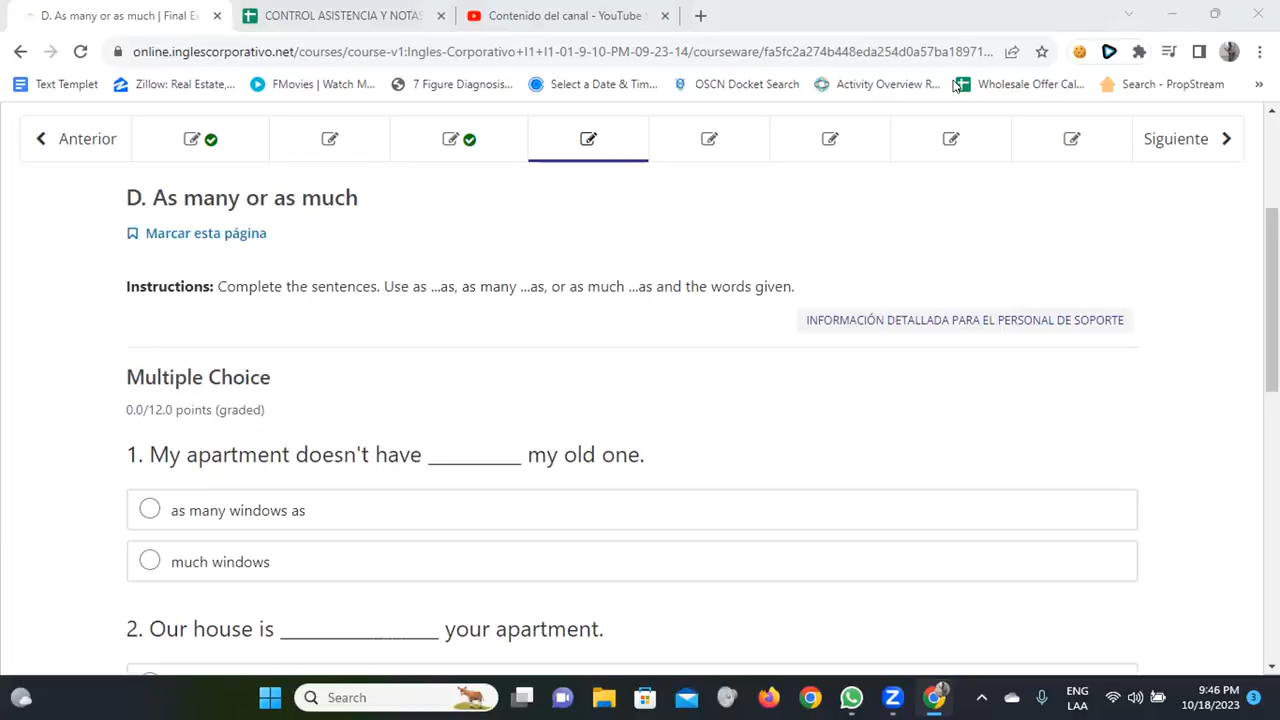 D. As many or as much | Final Ex
CONTROL ASISTENCIA Y NOTAS
Contenido del canal - YouTube
online.inglescorporativo.net/courses/course-v1:Ingles-Corporativo+I1+I1-01-9-10-PM-09-23-14/courseware/fa5fc2a274b448eda254d0a57ba18971...
Text Templet
Zillow: Real Estate,...
FMovies | Watch M...
7 Figure Diagnosis...
Select a Date & Tim...
OSCN Docket Search
Activity Overview R...
Wholesale Offer Cal...
Search - PropStream
»
Anterior
Siguiente
D. As many or as much
Marcar esta página
Instructions: Complete the sentences. Use as ...as, as many ...as, or as much ...as and the words given.
INFORMACIÓN DETALLADA PARA EL PERSONAL DE SOPORTE
Multiple Choice
0.0/12.0 points (graded)
1. My apartment doesn't have _________ my old one.
as many windows as
much windows
2. Our house is _______________ your apartment.
Search
ENG
LAA
9:46 PM
10/18/2023
3